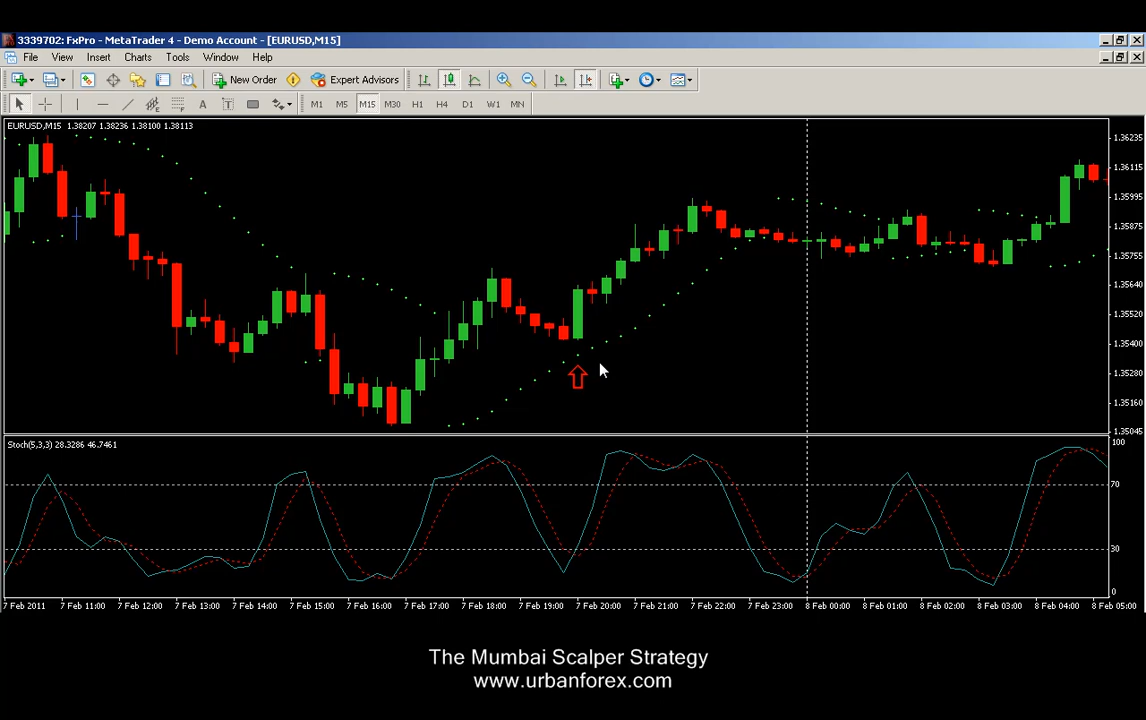 3339702: FxPro - MetaTrader 4 - Demo Account - [EURUSD,M15]
File View Insert Charts Tools Window Help
New Order Expert Advisors
A T M1 M5 M15 M30 H1 H4 D1 W1 MN
EURUSD,M15 1.38207 1.38236 1.38100 1.38113
1.36235
1.36115
1.35995
1.35875
1.35755
1.35640
1.35520
1.35400
1.35280
1.35160
1.35045
Stoch(5,3,3) 28.3286 46.7461
100
70
30
0
7 Feb 2011 7 Feb 11:00 7 Feb 12:00 7 Feb 13:00 7 Feb 14:00 7 Feb 15:00 7 Feb 16:00 7 Feb 17:00 7 Feb 18:00 7 Feb 19:00 7 Feb 20:00 7 Feb 21:00 7 Feb 22:00 7 Feb 23:00 8 Feb 00:00 8 Feb 01:00 8 Feb 02:00 8 Feb 03:00 8 Feb 04:00 8 Feb 05:00
The Mumbai Scalper Strategy
www.urbanforex.com